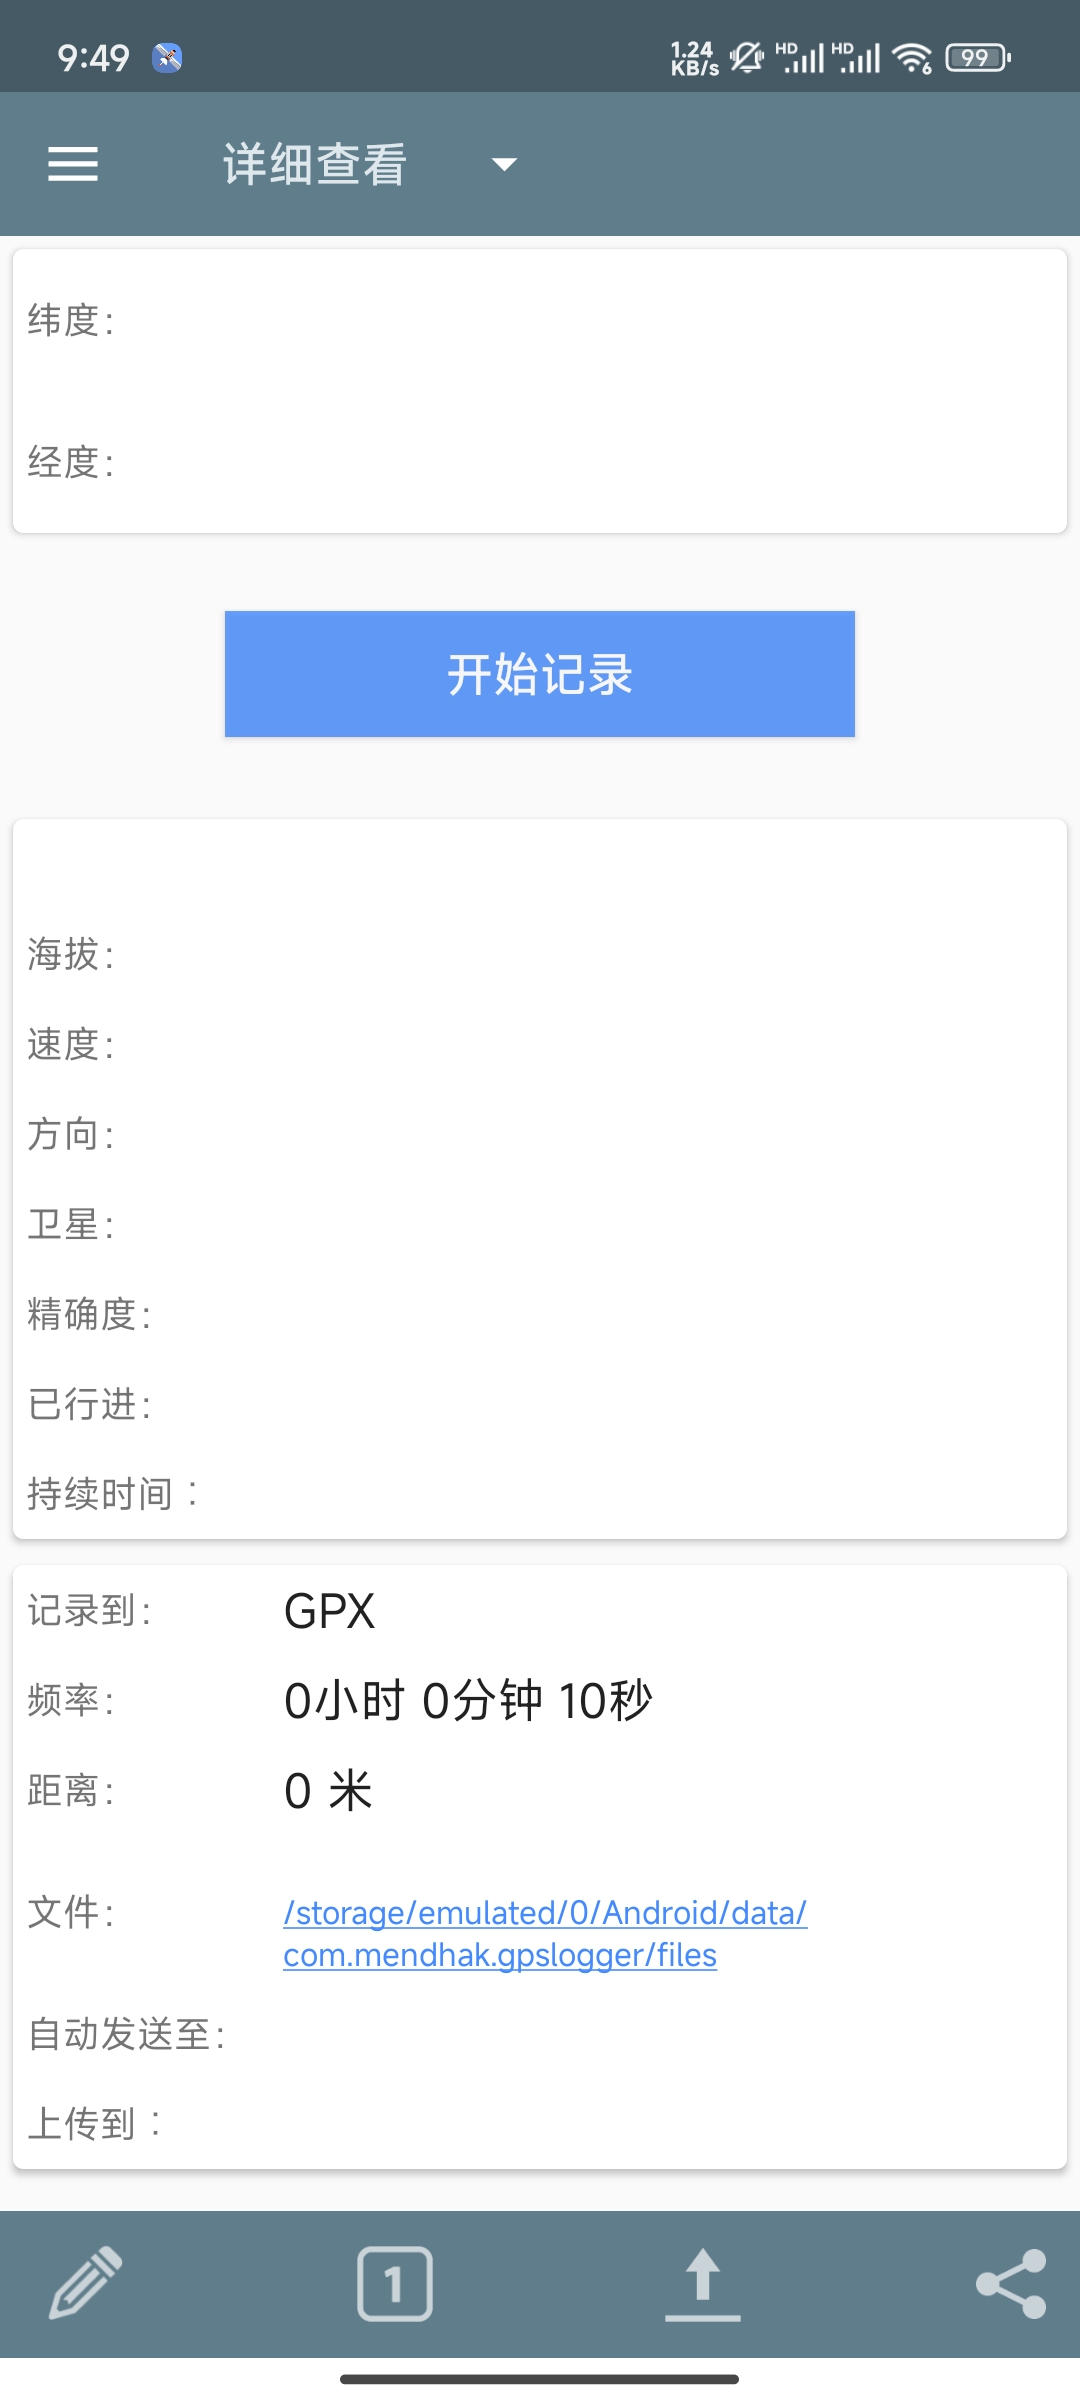 9:49
1.24
KB/s
HD
HD
6
99
详细查看
纬度:
经度:
开始记录
海拔:
速度:
方向:
卫星:
精确度:
已行进:
持续时间：
记录到: GPX
频率: 0小时 0分钟 10秒
距离: 0 米
文件: /storage/emulated/0/Android/data/
com.mendhak.gpslogger/files
自动发送至:
上传到：
1